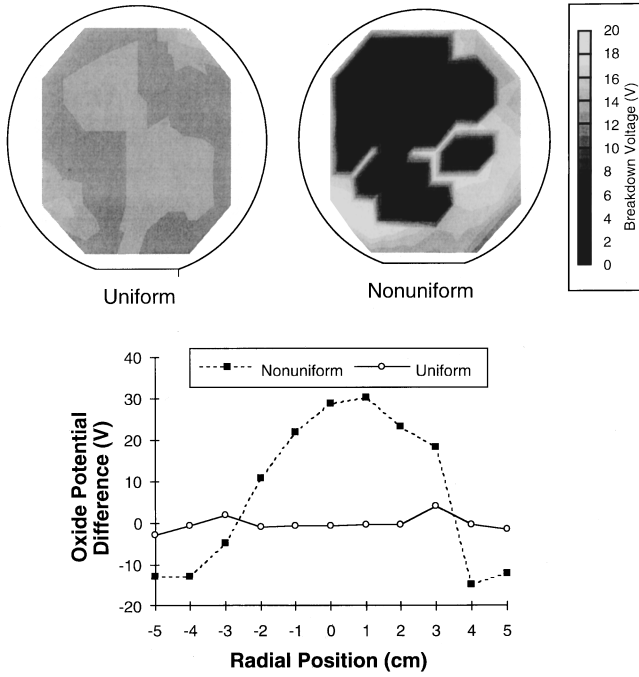 Uniform
Nonuniform
20
18
16
14
12
10
8
6
4
2
0
Breakdown Voltage (V)
Nonuniform
Uniform
40
30
20
10
0
-10
-20
Oxide Potential
Difference (V)
-5 -4 -3 -2 -1 0 1 2 3 4 5
Radial Position (cm)